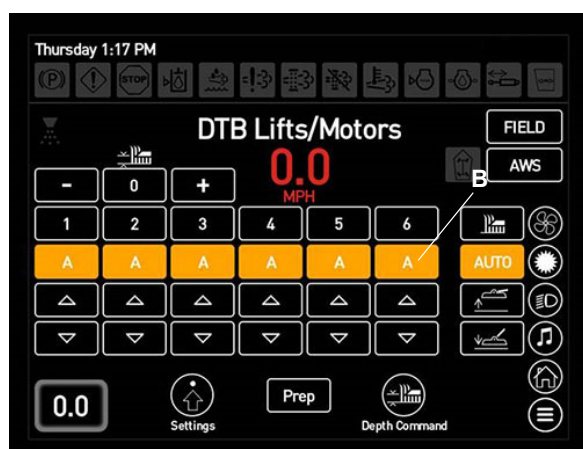 Thursday 1:17 PM
(P) STOP
DTB Lifts/Motors FIELD
0.0 AWS
MPH B
- 0 +
1 2 3 4 5 6
A A A A A A AUTO
0.0 Prep
Settings Depth Command